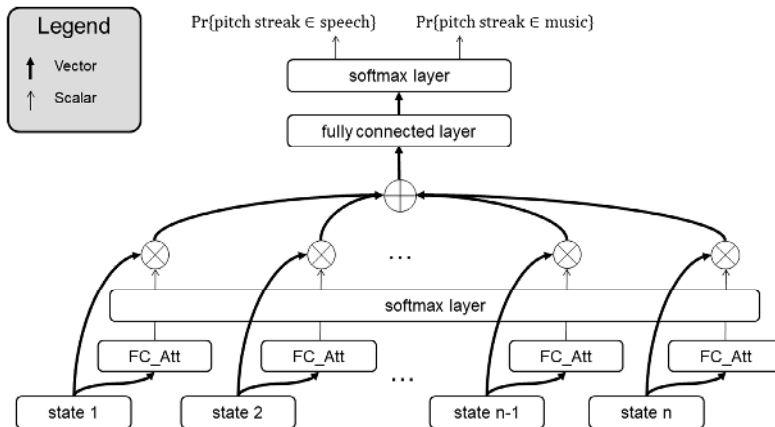 Legend
Vector
Scalar
Pr{pitch streak ∈ speech} Pr{pitch streak ∈ music}
softmax layer
fully connected layer
...
softmax layer
FC_Att FC_Att FC_Att FC_Att
...
state 1 state 2 state n-1 state n